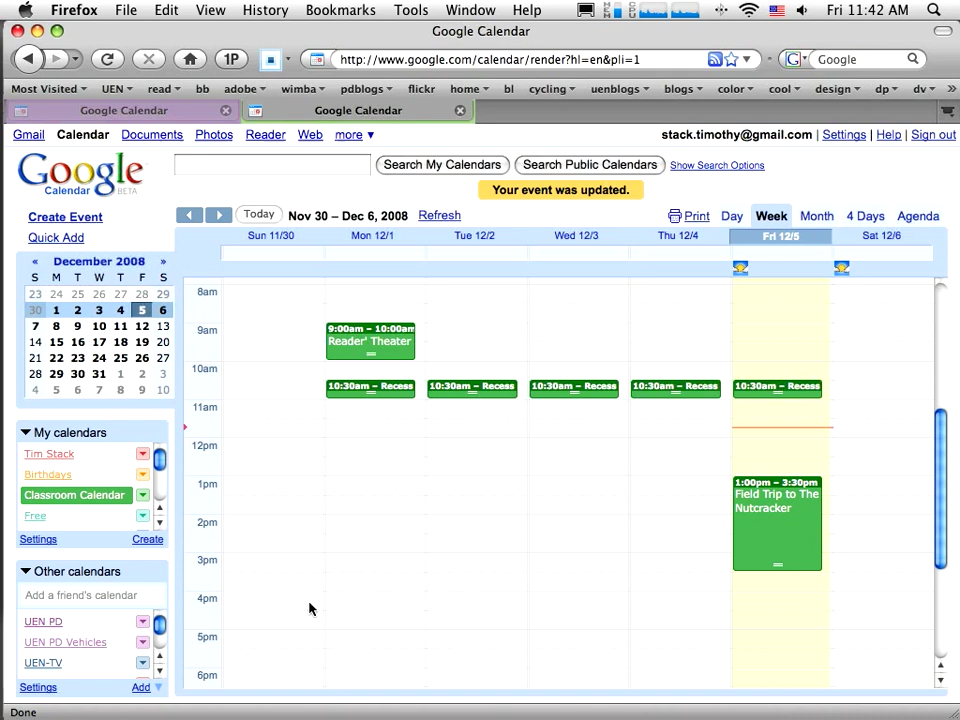 Firefox File Edit View History Bookmarks Tools Window Help Fri 11:42 AM
Google Calendar
1P http://www.google.com/calendar/render?hl=en&pli=1 Google
Most Visited UEN read bb adobe wimba pdblogs flickr home bl cycling uenblogs blogs color cool design dp dv »
Google Calendar Google Calendar
Gmail Calendar Documents Photos Reader Web more stack.timothy@gmail.com | Settings | Help | Sign out
Google Calendar BETA
Search My Calendars Search Public Calendars Show Search Options
Your event was updated.
Create Event
Quick Add
Today Nov 30 – Dec 6, 2008 Refresh Print Day Week Month 4 Days Agenda
« December 2008 »
S M T W T F S
23 24 25 26 27 28 29
30 1 2 3 4 5 6
7 8 9 10 11 12 13
14 15 16 17 18 19 20
21 22 23 24 25 26 27
28 29 30 31 1 2 3
4 5 6 7 8 9 10
My calendars
Tim Stack
Birthdays
Classroom Calendar
Free
Settings Create
Other calendars
Add a friend's calendar
UEN PD
UEN PD Vehicles
UEN-TV
Settings Add
Sun 11/30 Mon 12/1 Tue 12/2 Wed 12/3 Thu 12/4 Fri 12/5 Sat 12/6
8am
9am
9:00am – 10:00am
Reader' Theater
10am
10:30am – Recess 10:30am – Recess 10:30am – Recess 10:30am – Recess 10:30am – Recess
11am
12pm
1pm
1:00pm – 3:30pm
Field Trip to The
Nutcracker
2pm
3pm
4pm
5pm
6pm
Done